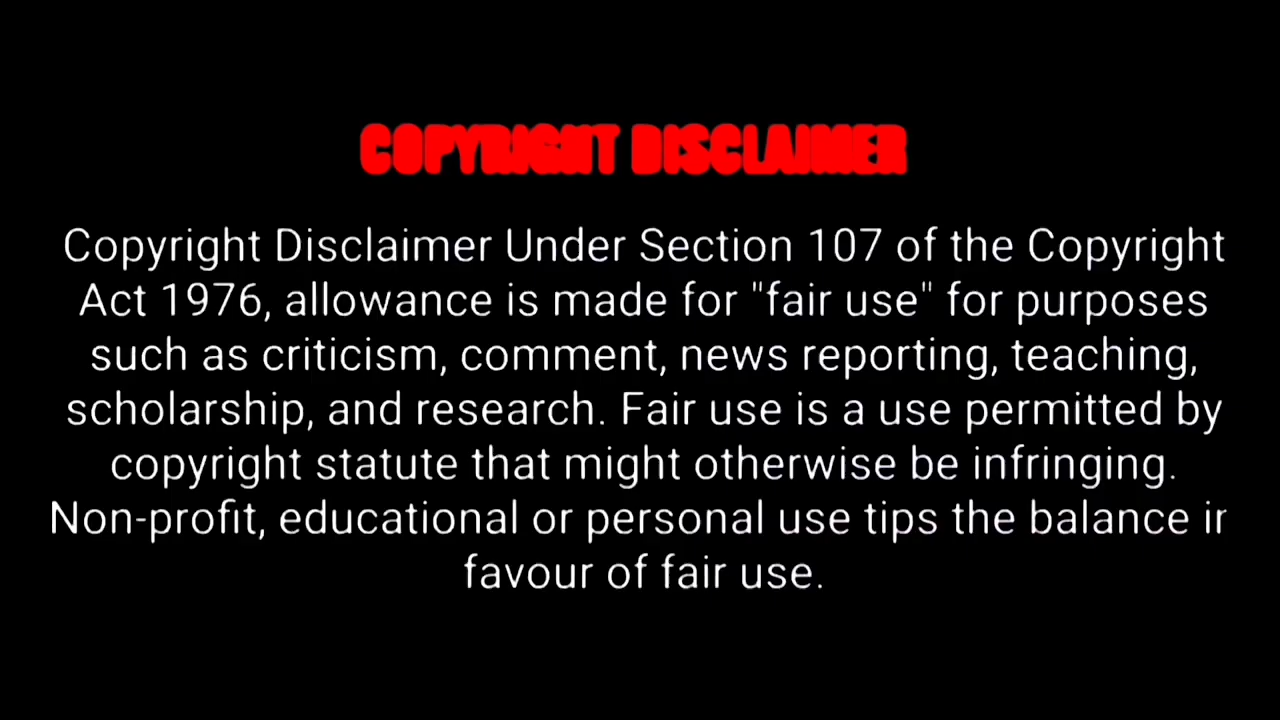 COPYRIGHT DISCLAIMER
Copyright Disclaimer Under Section 107 of the Copyright
Act 1976, allowance is made for "fair use" for purposes
such as criticism, comment, news reporting, teaching,
scholarship, and research. Fair use is a use permitted by
copyright statute that might otherwise be infringing.
Non-profit, educational or personal use tips the balance in
favour of fair use.